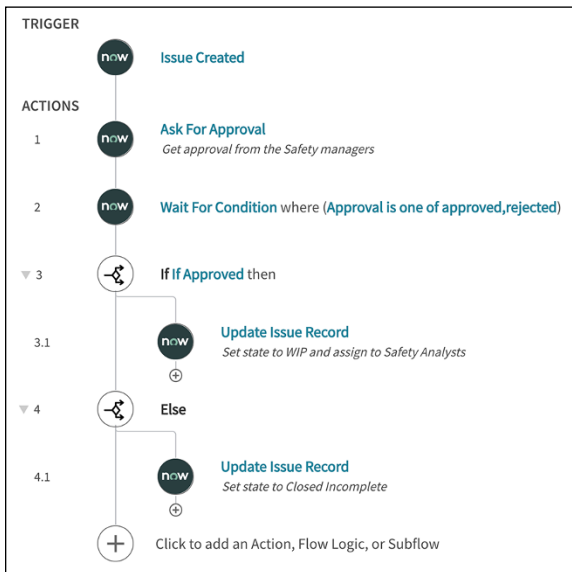 TRIGGER
now Issue Created
ACTIONS
1 now Ask For Approval
Get approval from the Safety managers
2 now Wait For Condition where (Approval is one of approved,rejected)
3 If If Approved then
3.1 now Update Issue Record
Set state to WIP and assign to Safety Analysts
4 Else
4.1 now Update Issue Record
Set state to Closed Incomplete
Click to add an Action, Flow Logic, or Subflow